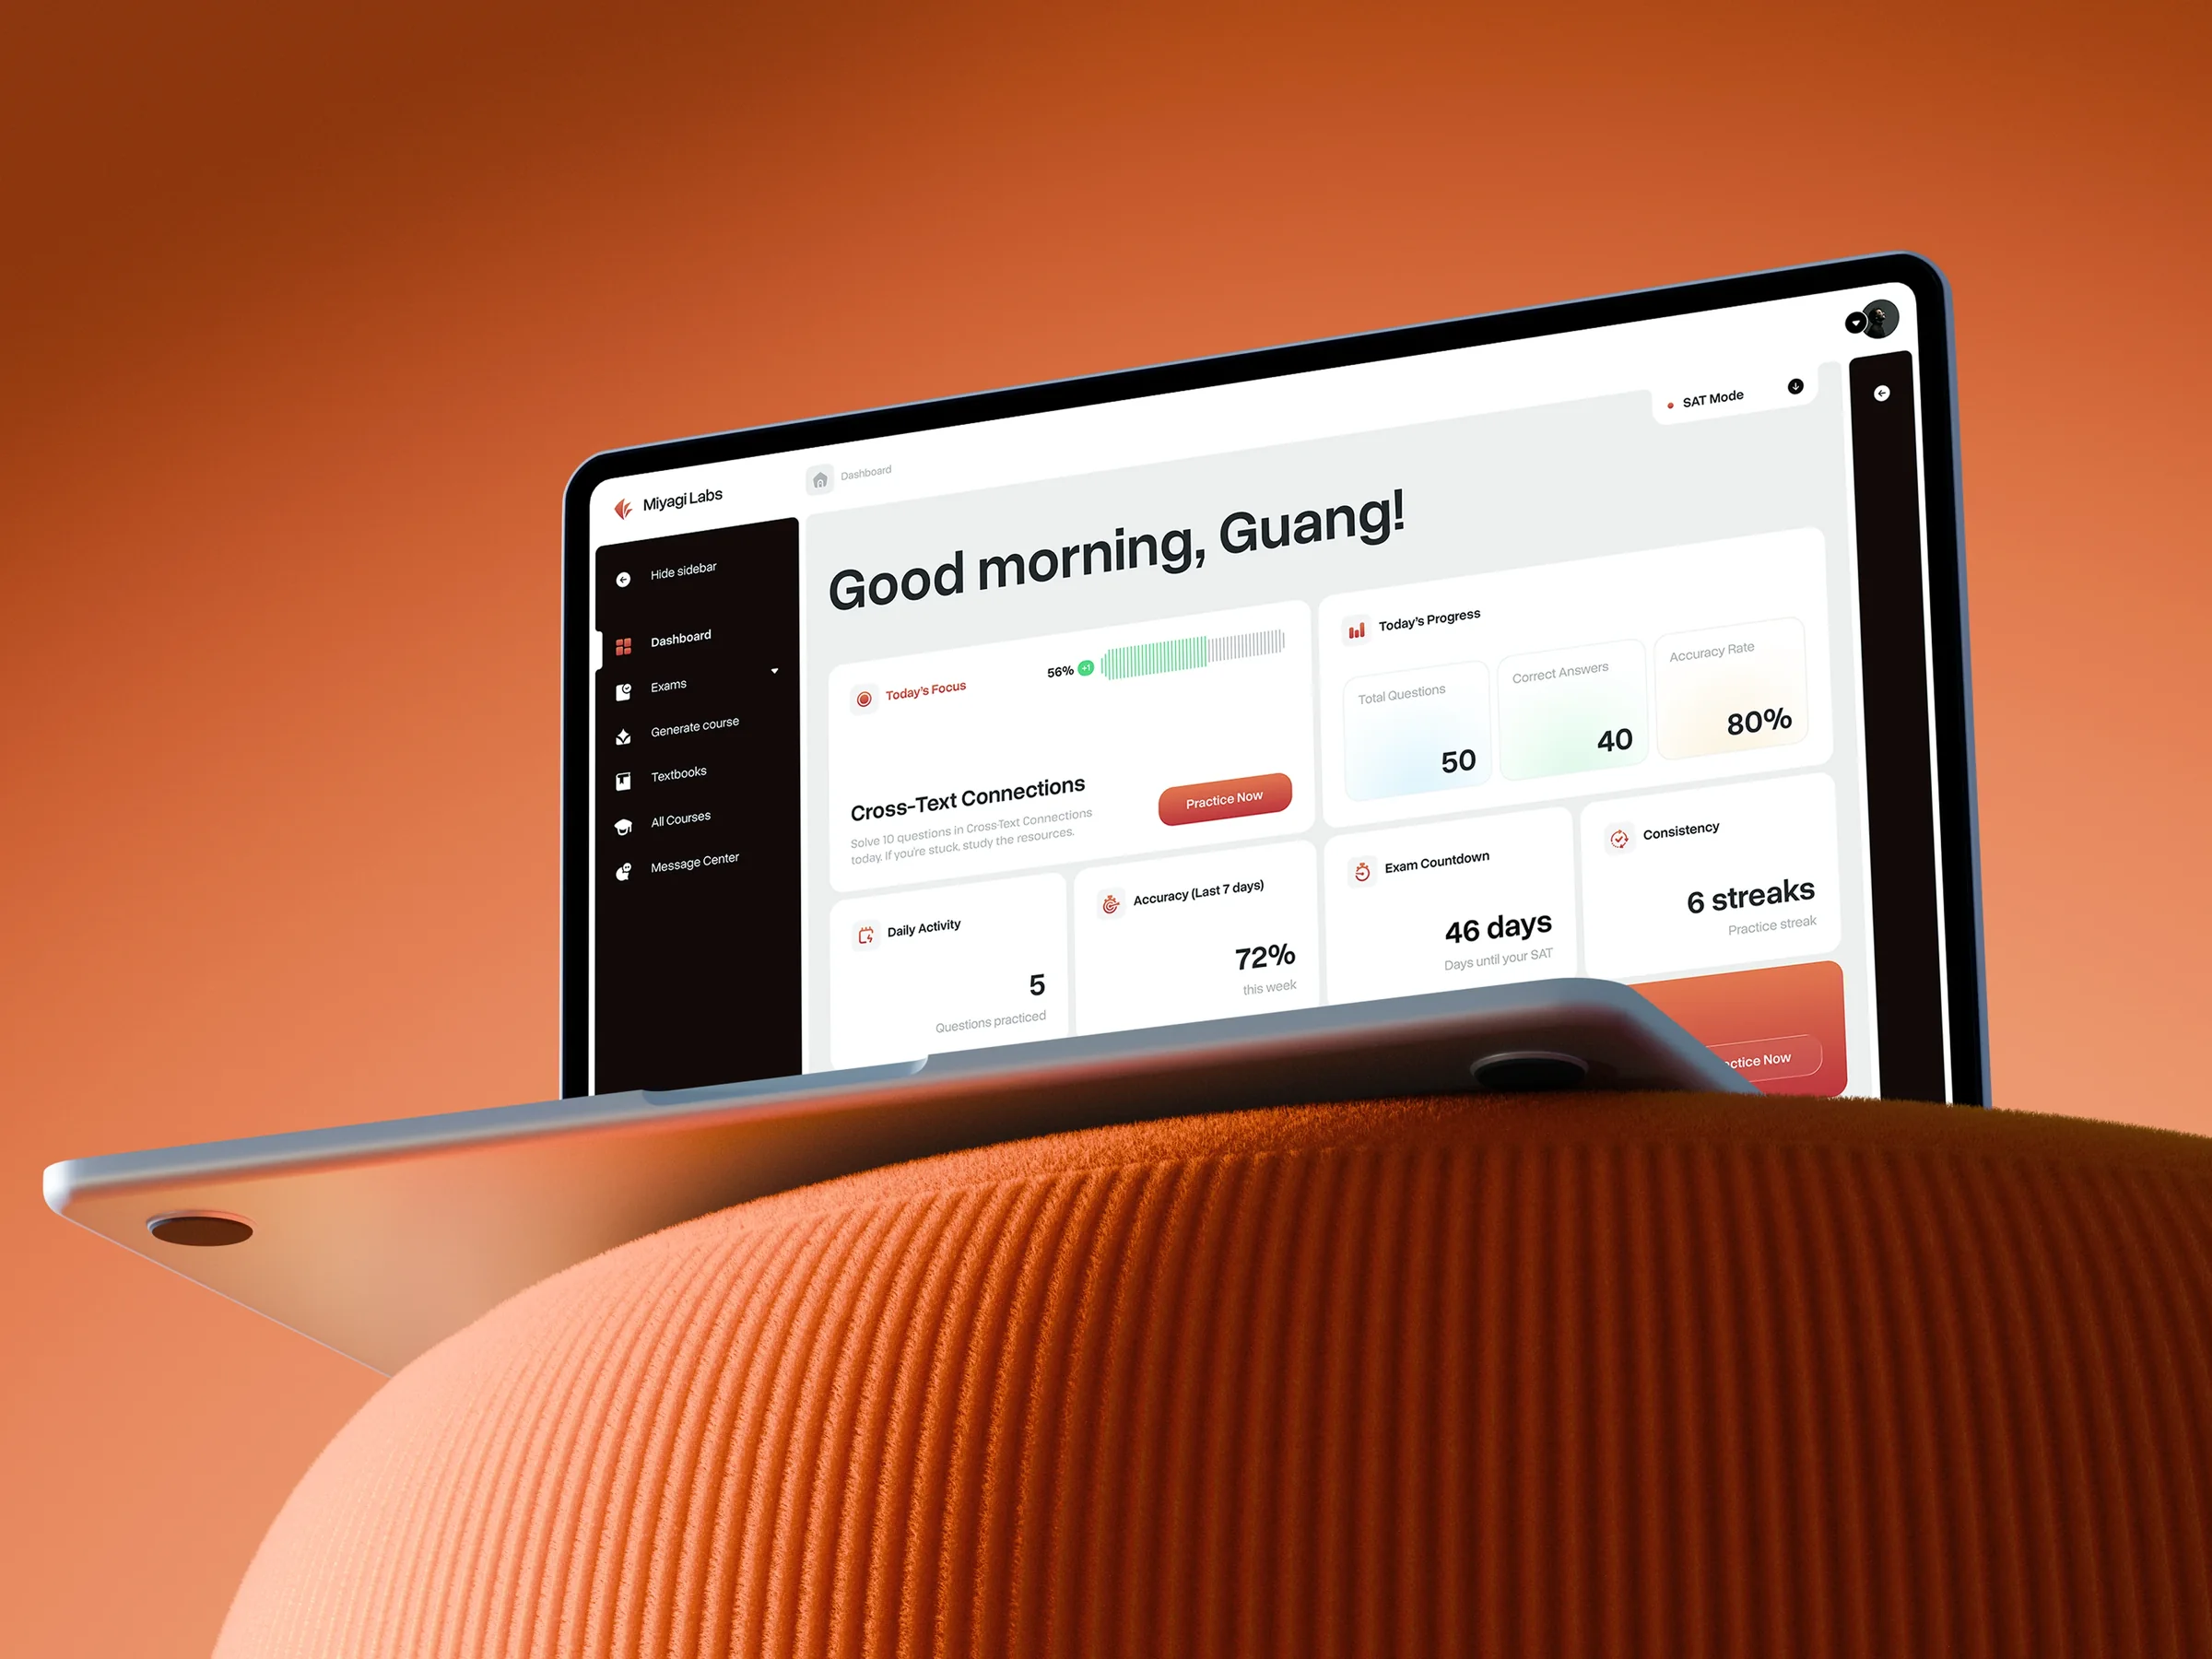 Miyagi Labs
Dashboard
SAT Mode
Hide sidebar
Dashboard
Exams
Generate course
Textbooks
All Courses
Message Center
Good morning, Guang!
Today's Focus
56%
+1
Cross-Text Connections
Solve 10 questions in Cross-Text Connections
today. If you're stuck, study the resources.
Practice Now
Today's Progress
Total Questions
50
Correct Answers
40
Accuracy Rate
80%
Daily Activity
5
Questions practiced
Accuracy (Last 7 days)
72%
this week
Exam Countdown
46 days
Days until your SAT
Consistency
6 streaks
Practice streak
ctice Now